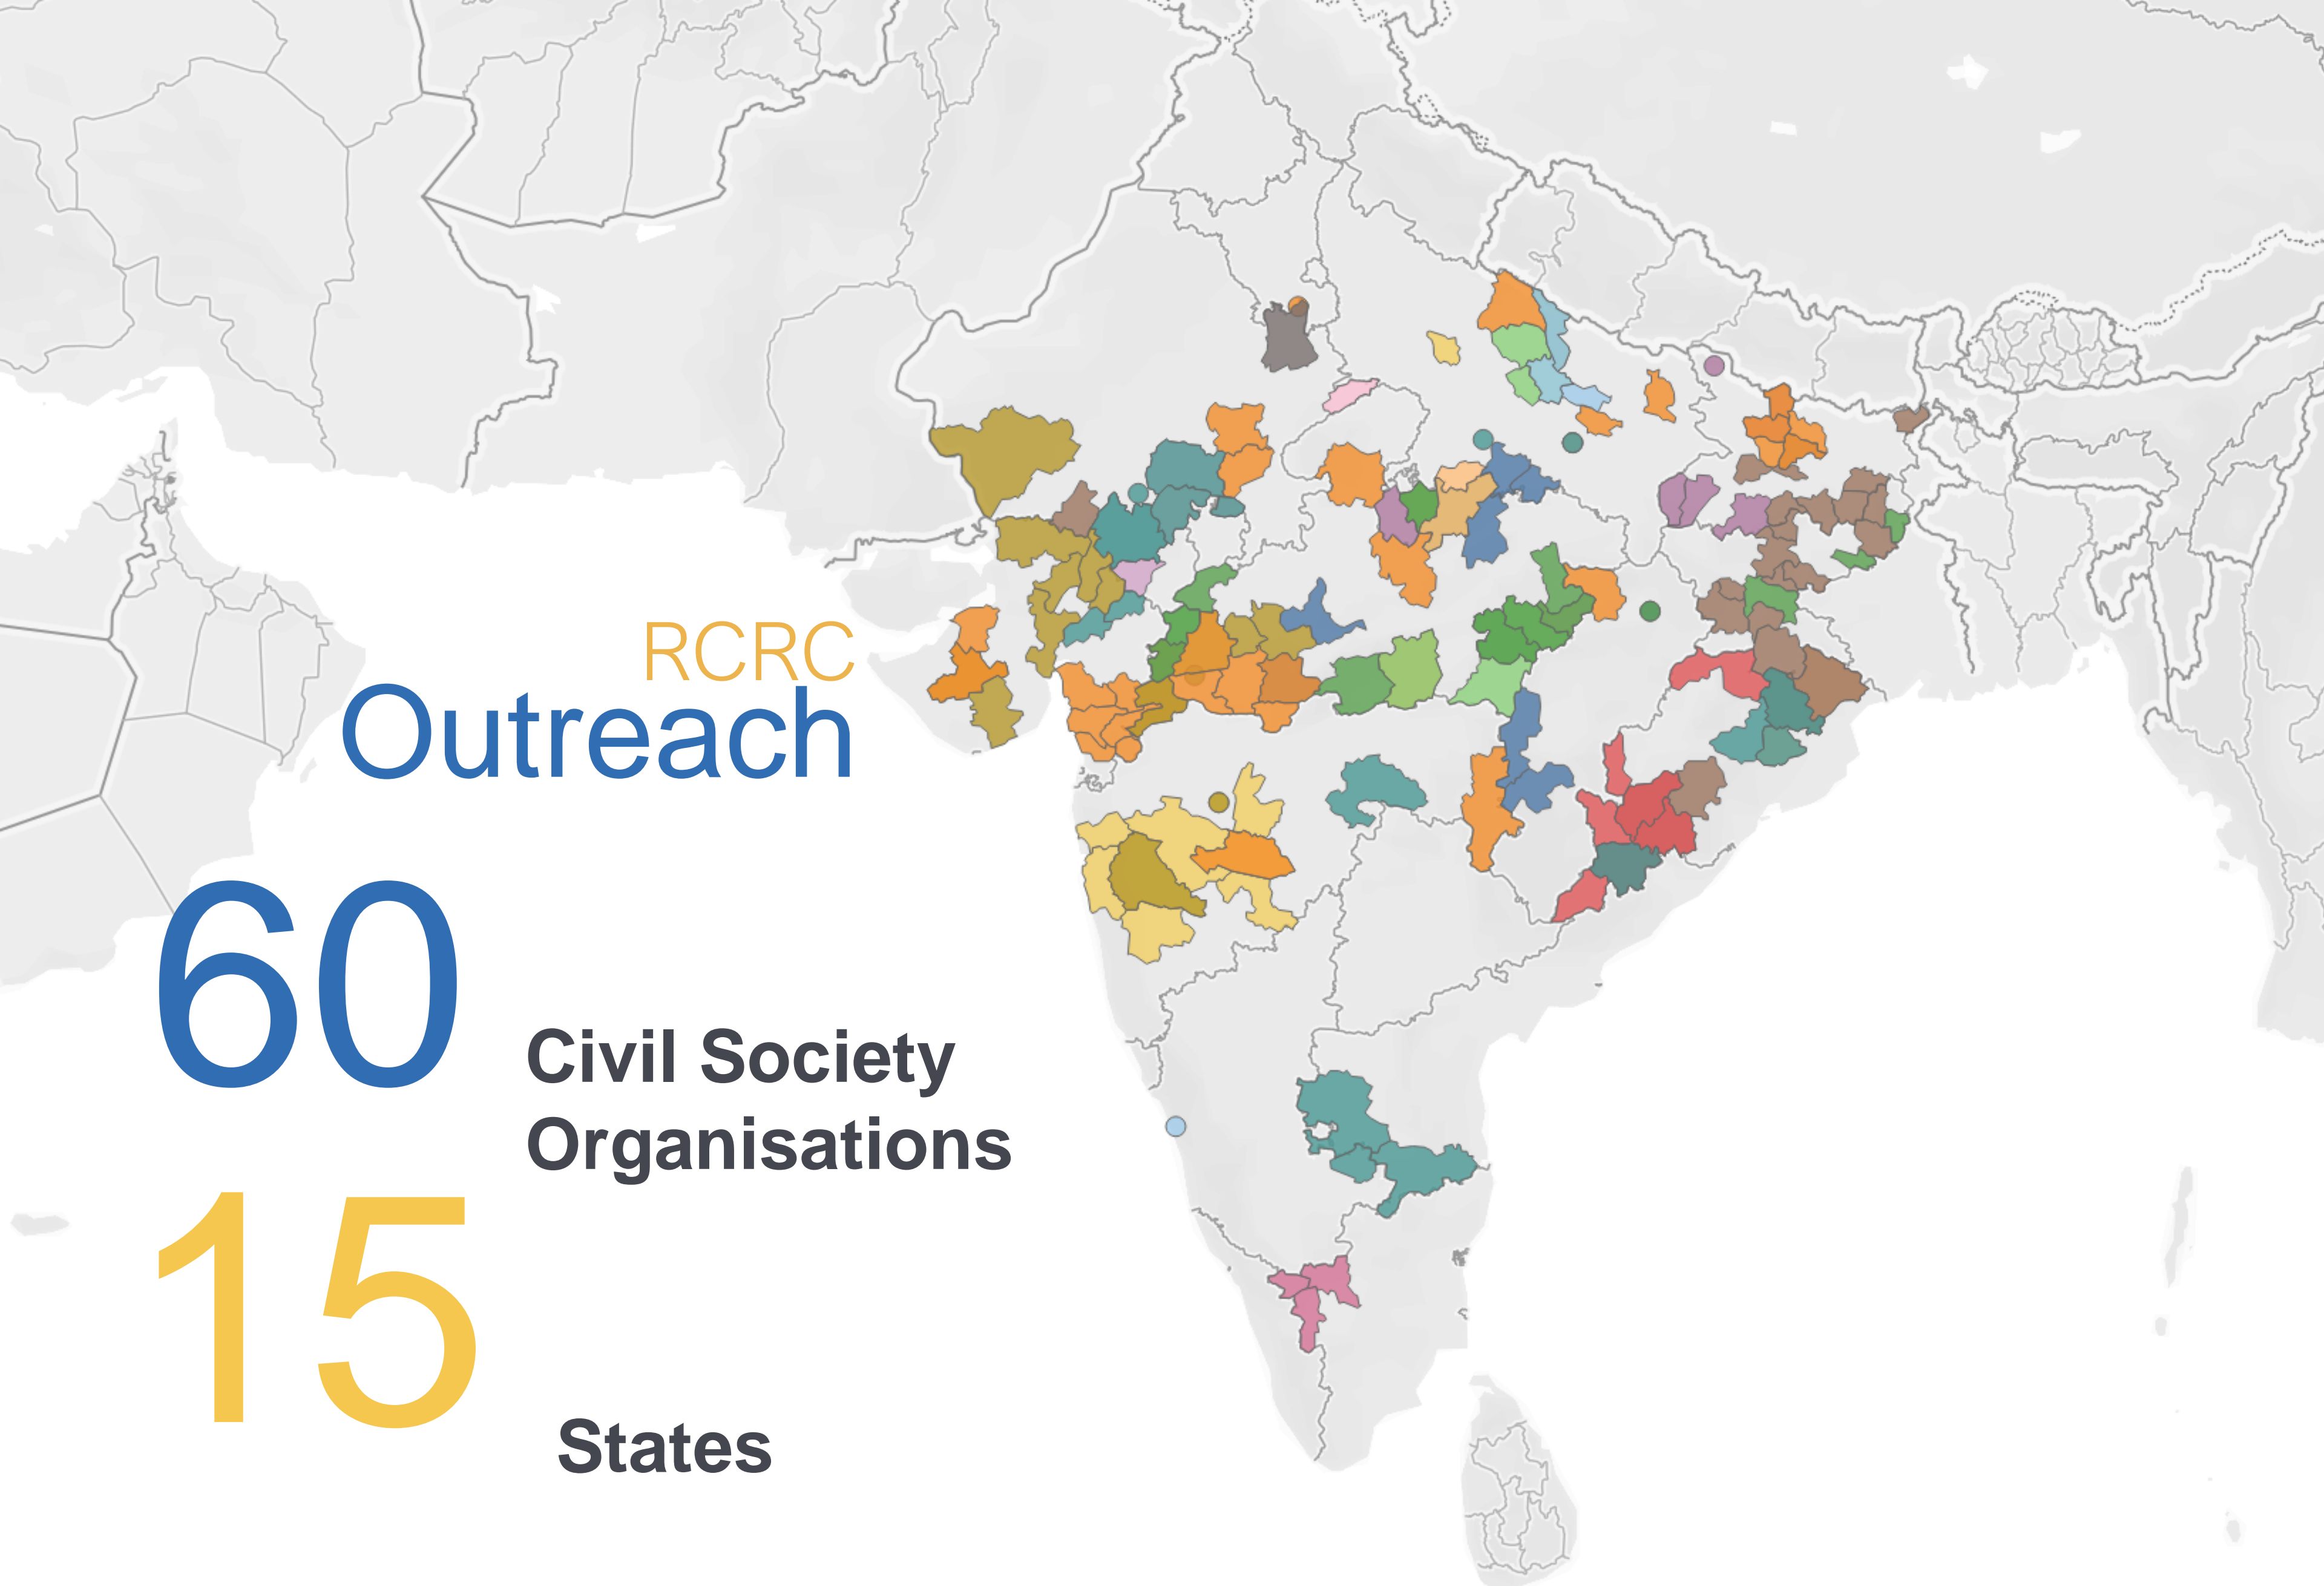 RCRC
Outreach
60
Civil Society
Organisations
15
States